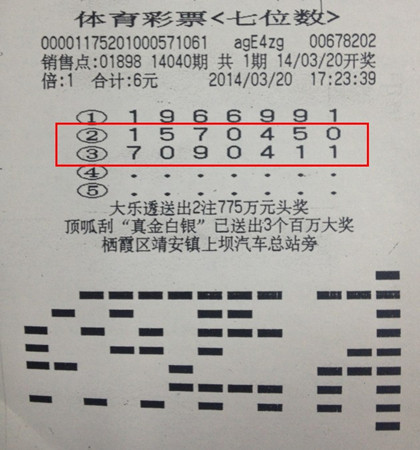 体育彩票<七位数>
00001175201000571061 agE4zg 00678202
销售点:01898 14040期 共 1期 14/03/20开奖
倍:1 合计:6元 2014/03/20 17:23:39
① 1 9 6 6 9 9 1
② 1 5 7 0 4 5 0
③ 7 0 9 0 4 1 1
④ . . . . . . .
⑤ . . . . . . .
大乐透送出2注775万元头奖
顶呱刮“真金白银”已送出3个百万大奖
栖霞区靖安镇上坝汽车总站旁